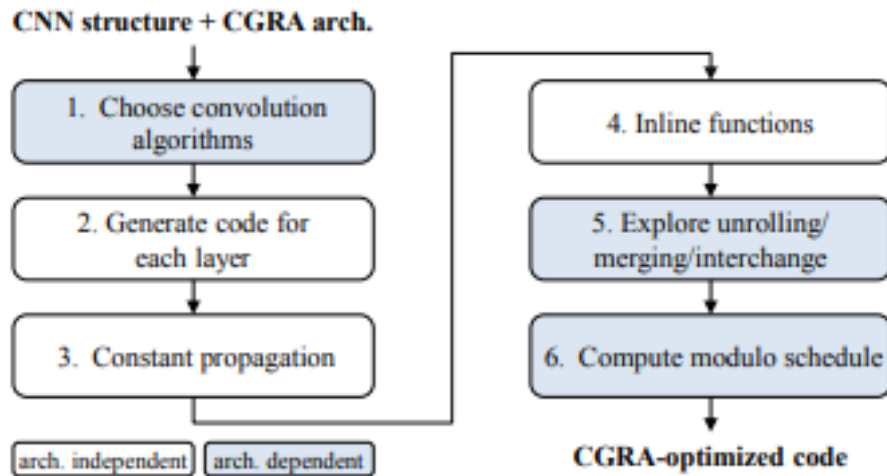 CNN structure + CGRA arch.
1. Choose convolution
algorithms
2. Generate code for
each layer
3. Constant propagation
4. Inline functions
5. Explore unrolling/
merging/interchange
6. Compute modulo schedule
CGRA-optimized code
arch. independent
arch. dependent